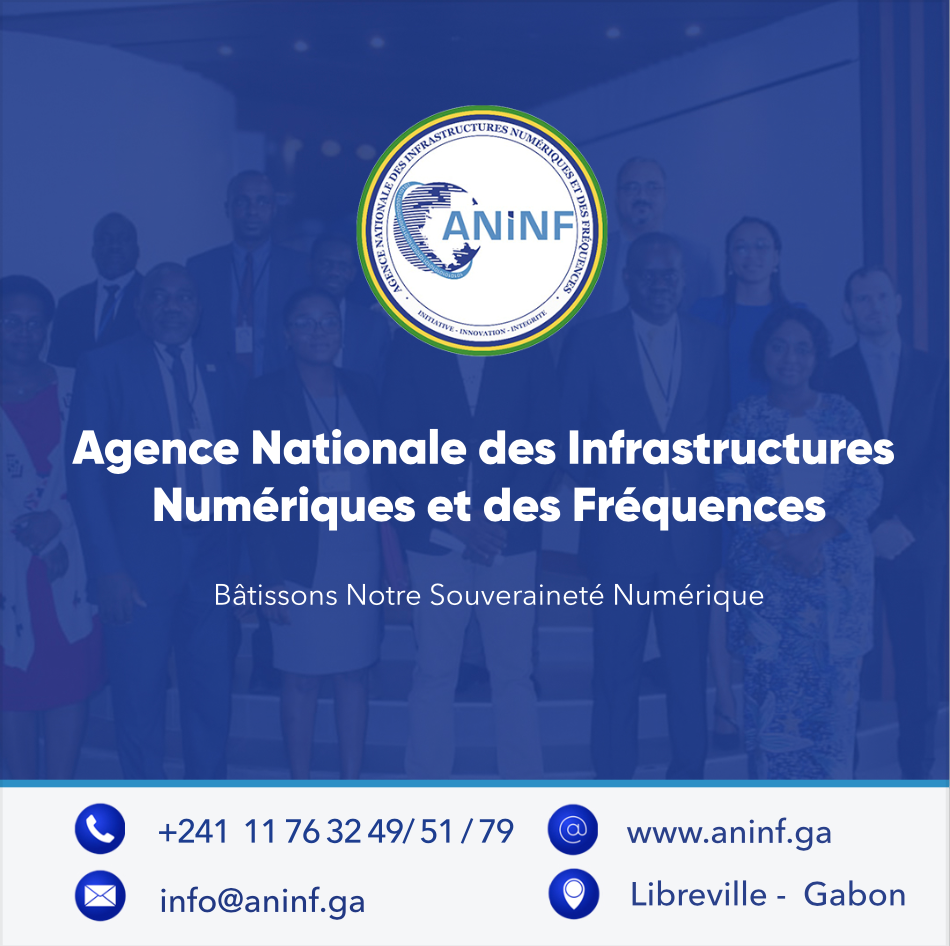 AGENCE NATIONALE DES INFRASTRUCTURES NUMÉRIQUES ET DES FRÉQUENCES
ANiNF
INITIATIVE - INNOVATION - INTEGRITE
Agence Nationale des Infrastructures
Numériques et des Fréquences
Bâtissons Notre Souveraineté Numérique
+241 11 76 32 49/ 51 / 79
@ www.aninf.ga
info@aninf.ga
Libreville - Gabon